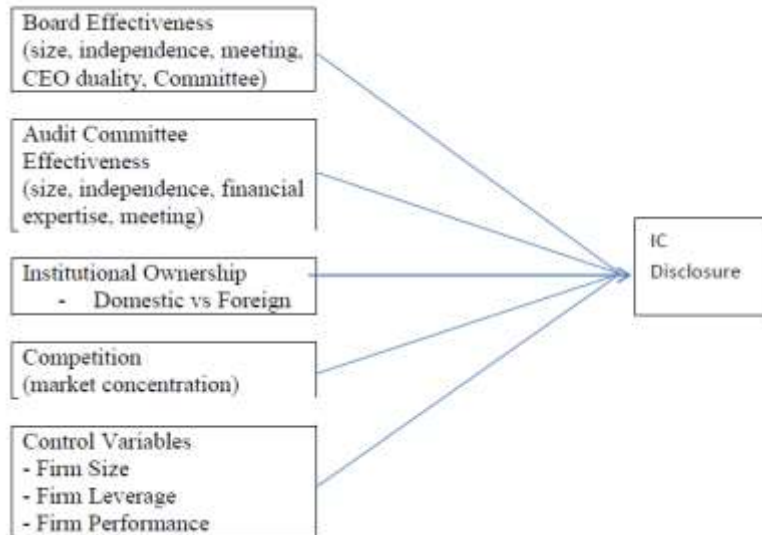 Board Effectiveness
(size, independence, meeting,
CEO duality, Committee)
Audit Committee
Effectiveness
(size, independence, financial
expertise, meeting)
Institutional Ownership
- Domestic vs Foreign
Competition
(market concentration)
Control Variables
- Firm Size
- Firm Leverage
- Firm Performance
IC
Disclosure